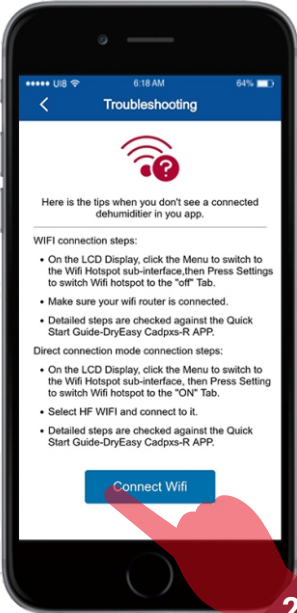 UI8 6:18 AM 64%
Troubleshooting
?
Here is the tips when you don't see a connected
dehumiditier in you app.
WIFI connection steps:
• On the LCD Display, click the Menu to switch to
the Wifi Hotspot sub-interface,then Press Settings
to switch Wifi hotspot to the "off" Tab.
• Make sure your wifi router is connected.
• Detailed steps are checked against the Quick
Start Guide-DryEasy Cadpxs-R APP.
Direct connection mode connection steps:
• On the LCD Display, click the Menu to switch to
the Wifi Hotspot sub-interface, then Press Setting
to switch Wifi hotspot to the "ON" Tab.
• Select HF WIFI and connect to it.
• Detailed steps are checked against the Quick
Start Guide-DryEasy Cadpxs-R APP.
Connect Wifi
2